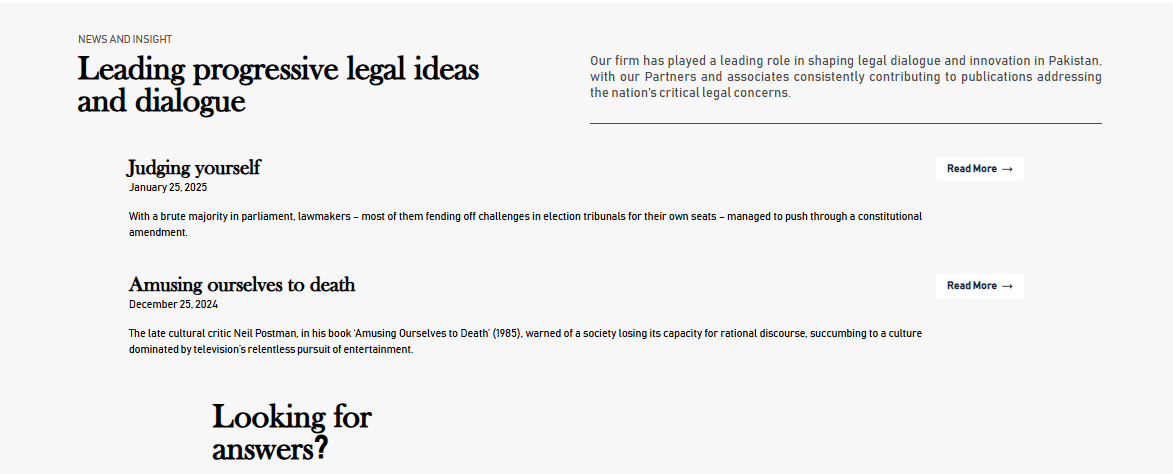 NEWS AND INSIGHT
Leading progressive legal ideas
and dialogue
Our firm has played a leading role in shaping legal dialogue and innovation in Pakistan,
with our Partners and associates consistently contributing to publications addressing
the nation's critical legal concerns.
Judging yourself
Read More →
January 25, 2025
With a brute majority in parliament, lawmakers – most of them fending off challenges in election tribunals for their own seats – managed to push through a constitutional
amendment.
Amusing ourselves to death
Read More →
December 25, 2024
The late cultural critic Neil Postman, in his book ‘Amusing Ourselves to Death’ (1985), warned of a society losing its capacity for rational discourse, succumbing to a culture
dominated by television’s relentless pursuit of entertainment.
Looking for
answers?